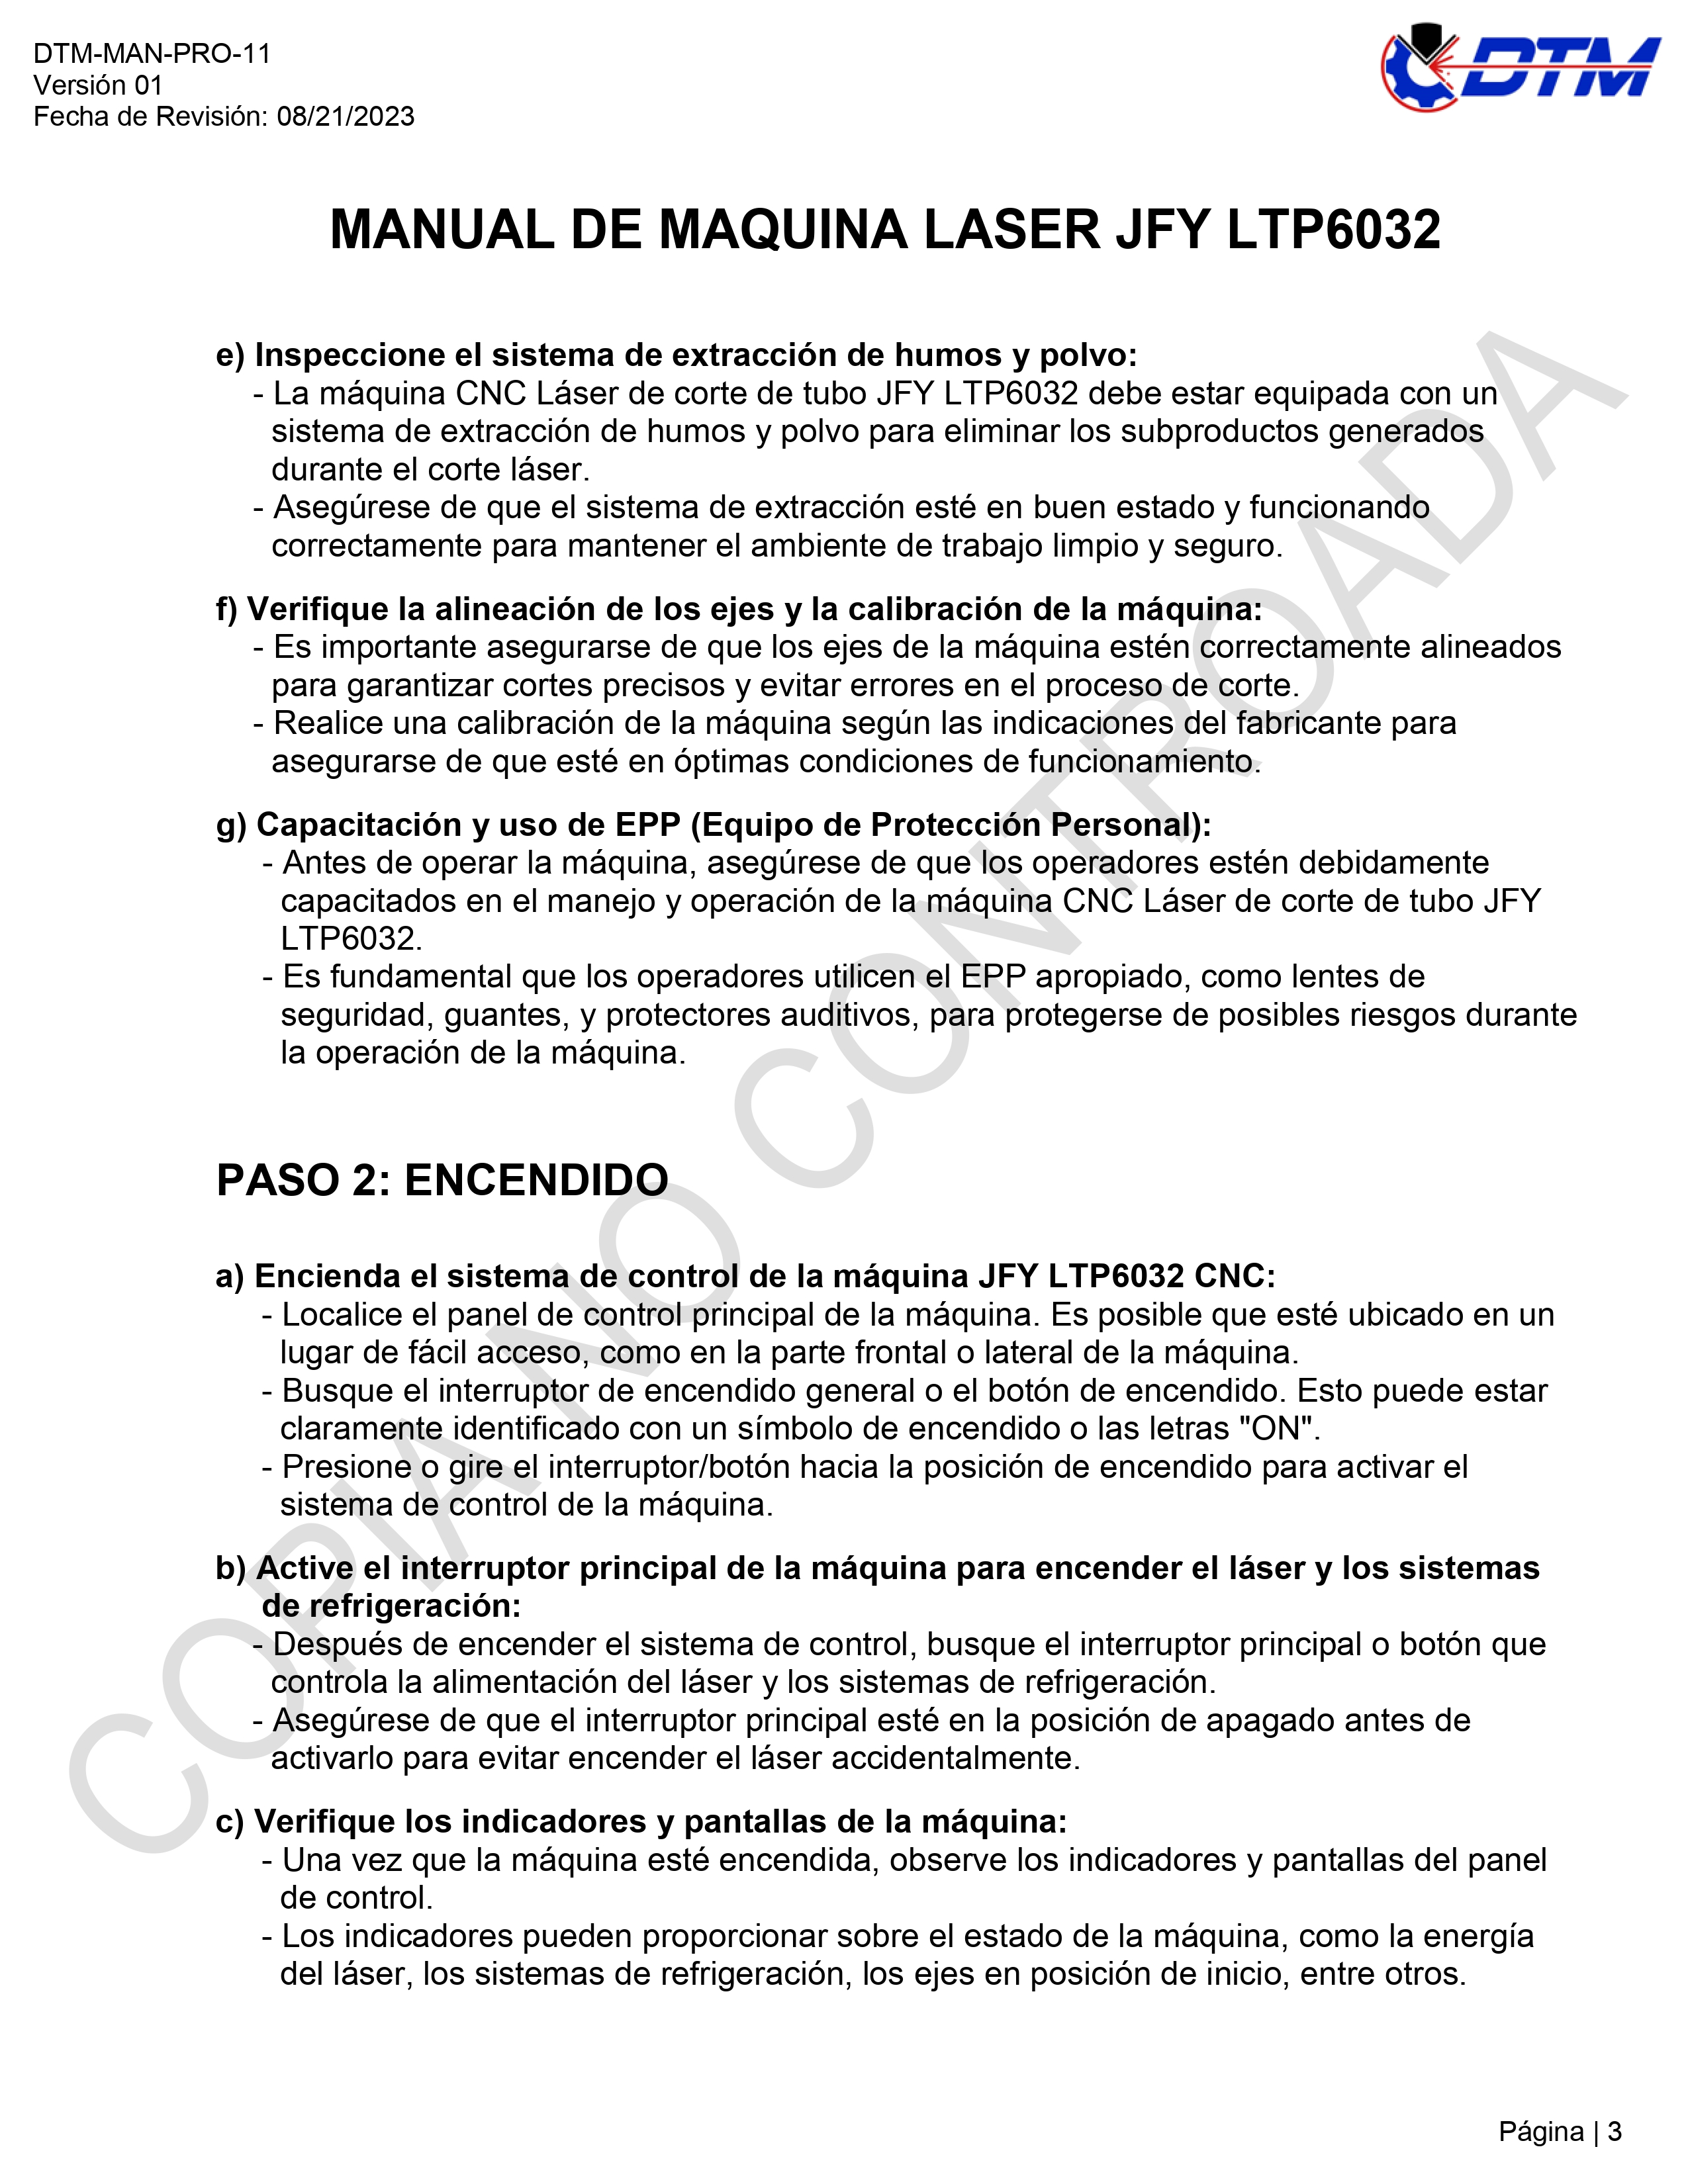 DTM-MAN-PRO-11
Versión 01
Fecha de Revisión: 08/21/2023
DTM
MANUAL DE MAQUINA LASER JFY LTP6032
e) Inspeccione el sistema de extracción de humos y polvo:
- La máquina CNC Láser de corte de tubo JFY LTP6032 debe estar equipada con un
sistema de extracción de humos y polvo para eliminar los subproductos generados
durante el corte láser.
- Asegúrese de que el sistema de extracción esté en buen estado y funcionando
correctamente para mantener el ambiente de trabajo limpio y seguro.
f) Verifique la alineación de los ejes y la calibración de la máquina:
- Es importante asegurarse de que los ejes de la máquina estén correctamente alineados
para garantizar cortes precisos y evitar errores en el proceso de corte.
- Realice una calibración de la máquina según las indicaciones del fabricante para
asegurarse de que esté en óptimas condiciones de funcionamiento.
g) Capacitación y uso de EPP (Equipo de Protección Personal):
- Antes de operar la máquina, asegúrese de que los operadores estén debidamente
capacitados en el manejo y operación de la máquina CNC Láser de corte de tubo JFY
LTP6032.
- Es fundamental que los operadores utilicen el EPP apropiado, como lentes de
seguridad, guantes, y protectores auditivos, para protegerse de posibles riesgos durante
la operación de la máquina.
PASO 2: ENCENDIDO
a) Encienda el sistema de control de la máquina JFY LTP6032 CNC:
- Localice el panel de control principal de la máquina. Es posible que esté ubicado en un
lugar de fácil acceso, como en la parte frontal o lateral de la máquina.
- Busque el interruptor de encendido general o el botón de encendido. Esto puede estar
claramente identificado con un símbolo de encendido o las letras "ON".
- Presione o gire el interruptor/botón hacia la posición de encendido para activar el
sistema de control de la máquina.
b) Active el interruptor principal de la máquina para encender el láser y los sistemas
de refrigeración:
- Después de encender el sistema de control, busque el interruptor principal o botón que
controla la alimentación del láser y los sistemas de refrigeración.
- Asegúrese de que el interruptor principal esté en la posición de apagado antes de
activarlo para evitar encender el láser accidentalmente.
c) Verifique los indicadores y pantallas de la máquina:
- Una vez que la máquina esté encendida, observe los indicadores y pantallas del panel
de control.
- Los indicadores pueden proporcionar sobre el estado de la máquina, como la energía
del láser, los sistemas de refrigeración, los ejes en posición de inicio, entre otros.
COPIA NO CONTROADA
Página | 3